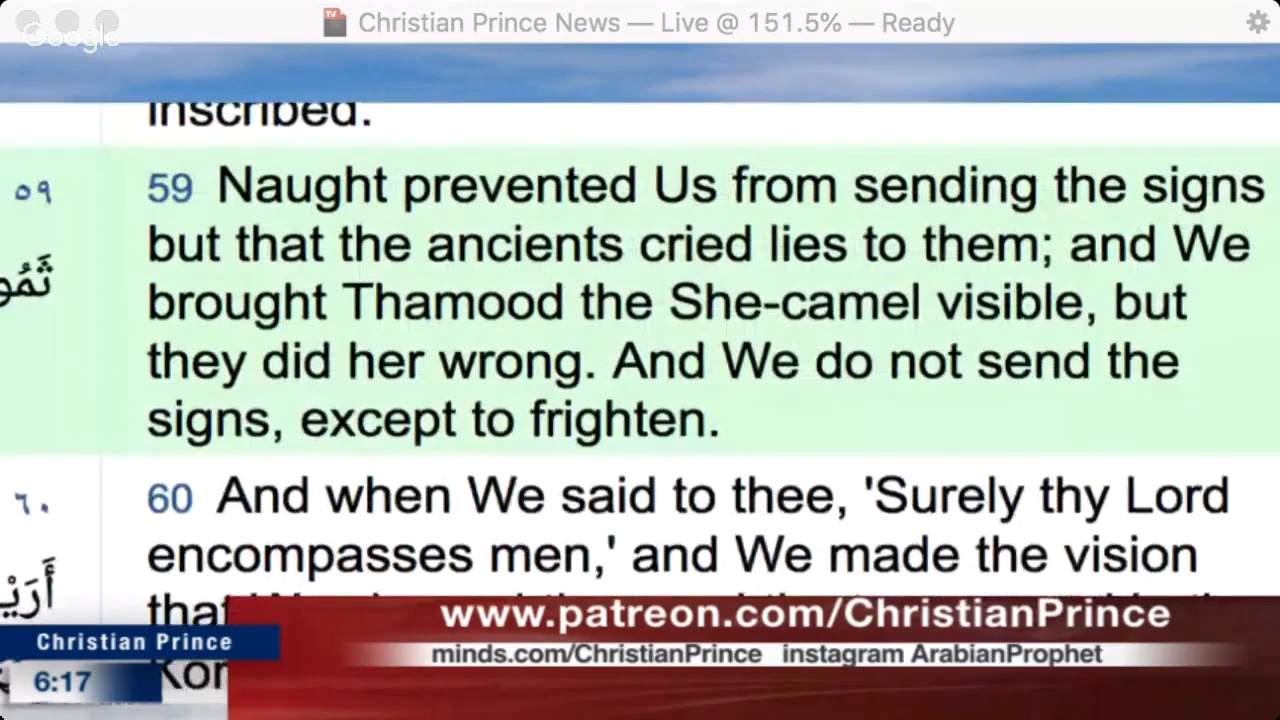 Christian Prince News — Live @ 151.5% — Ready
Google
inscribed.
٥٩
59 Naught prevented Us from sending the signs
but that the ancients cried lies to them; and We
ثَمُو
brought Thamood the She-camel visible, but
they did her wrong. And We do not send the
signs, except to frighten.
٦٠
60 And when We said to thee, 'Surely thy Lord
encompasses men,' and We made the vision
أَرَيْ
that
www.patreon.com/ChristianPrince
Christian Prince
minds.com/ChristianPrince instagram ArabianProphet
Kor
6:17